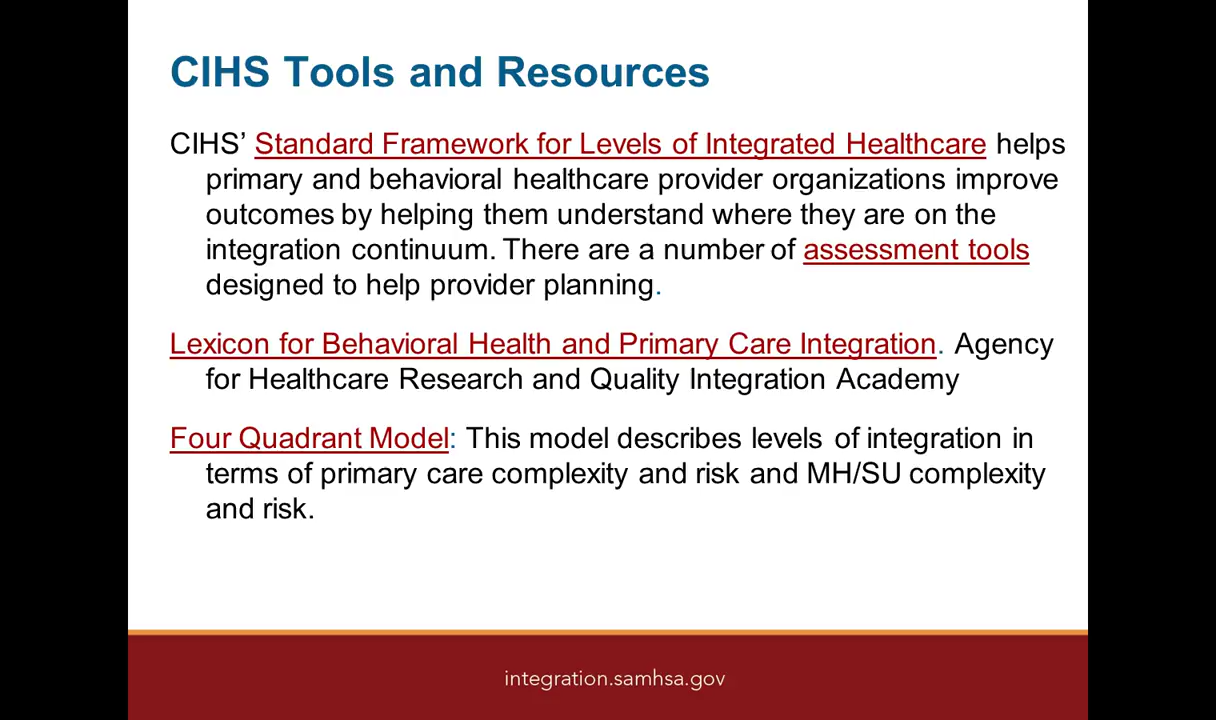 CIHS Tools and Resources
CIHS’ Standard Framework for Levels of Integrated Healthcare helps
primary and behavioral healthcare provider organizations improve
outcomes by helping them understand where they are on the
integration continuum. There are a number of assessment tools
designed to help provider planning.
Lexicon for Behavioral Health and Primary Care Integration. Agency
for Healthcare Research and Quality Integration Academy
Four Quadrant Model: This model describes levels of integration in
terms of primary care complexity and risk and MH/SU complexity
and risk.
integration.samhsa.gov